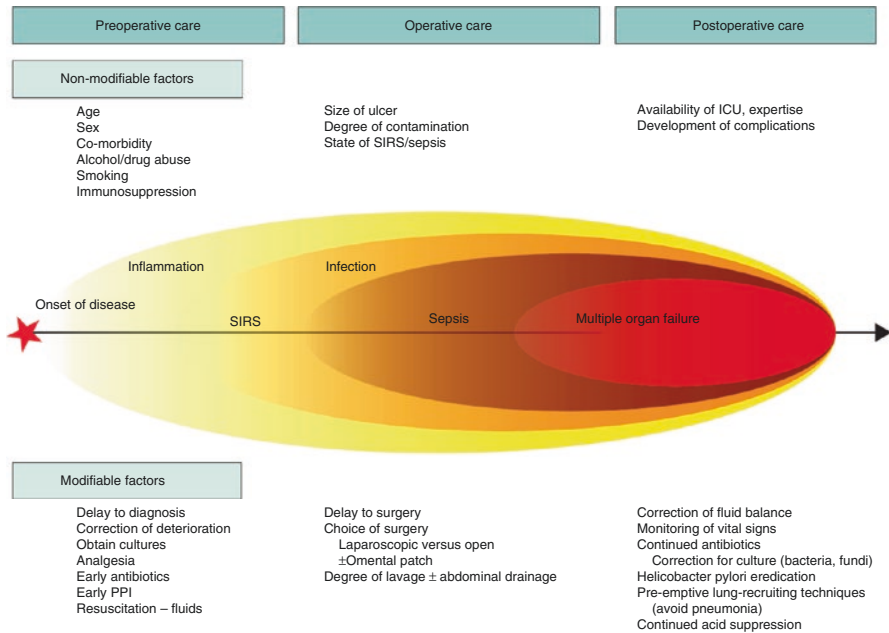 Preoperative care
Operative care
Postoperative care
Non-modifiable factors
Age
Sex
Co-morbidity
Alcohol/drug abuse
Smoking
Immunosuppression
Size of ulcer
Degree of contamination
State of SIRS/sepsis
Availability of ICU, expertise
Development of complications
Inflammation
Infection
Onset of disease
SIRS
Sepsis
Multiple organ failure
Modifiable factors
Delay to diagnosis
Correction of deterioration
Obtain cultures
Analgesia
Early antibiotics
Early PPI
Resuscitation – fluids
Delay to surgery
Choice of surgery
Laparoscopic versus open
±Omental patch
Degree of lavage ± abdominal drainage
Correction of fluid balance
Monitoring of vital signs
Continued antibiotics
Correction for culture (bacteria, fundi)
Helicobacter pylori eredication
Pre-emptive lung-recruiting techniques
(avoid pneumonia)
Continued acid suppression